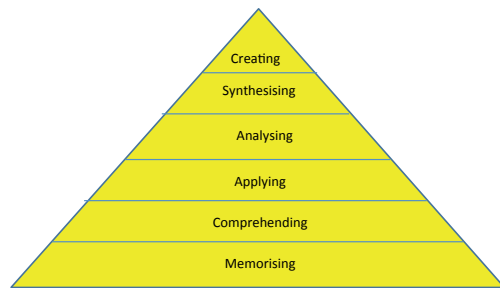 Creating
Synthesising
Analysing
Applying
Comprehending
Memorising